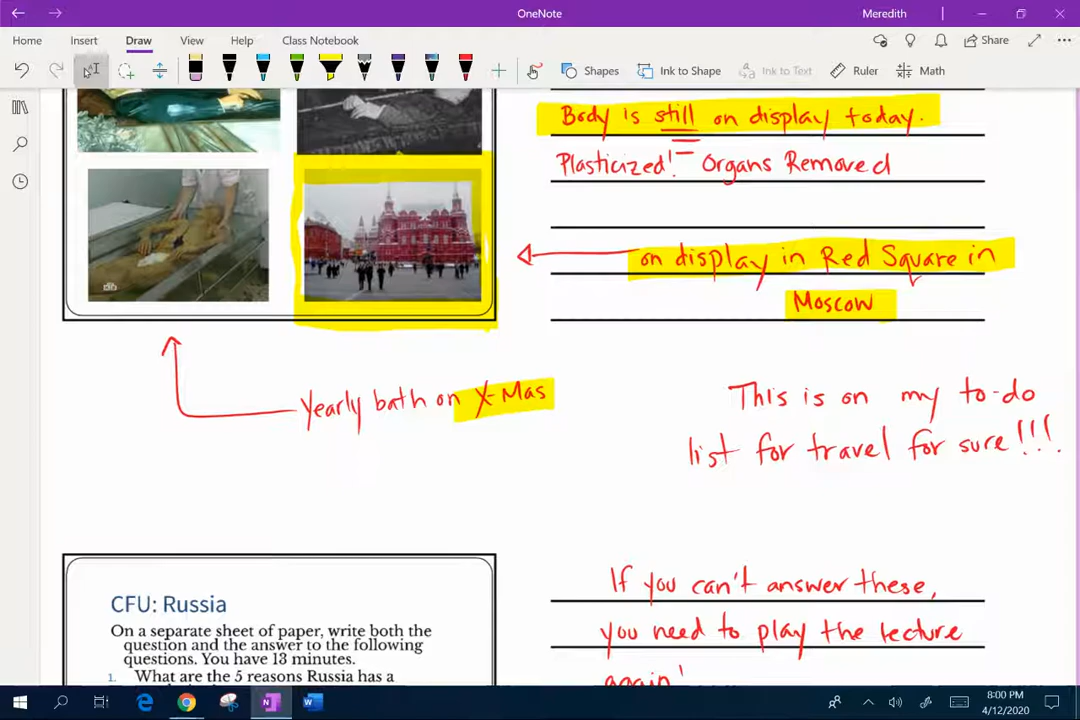 OneNote
Meredith
Home Insert Draw View Help Class Notebook
Share
Shapes Ink to Shape Ink to Text Ruler Math
Body is still on display today.
Plasticized! - Organs Removed
on display in Red Square in
Moscow
Yearly bath on X-Mas
This is on my to-do
list for travel for sure!!!
CFU: Russia
On a separate sheet of paper, write both the
question and the answer to the following
questions. You have 13 minutes.
1. What are the 5 reasons Russia has a
If you can't answer these,
you need to play the lecture
again!
8:00 PM
4/12/2020